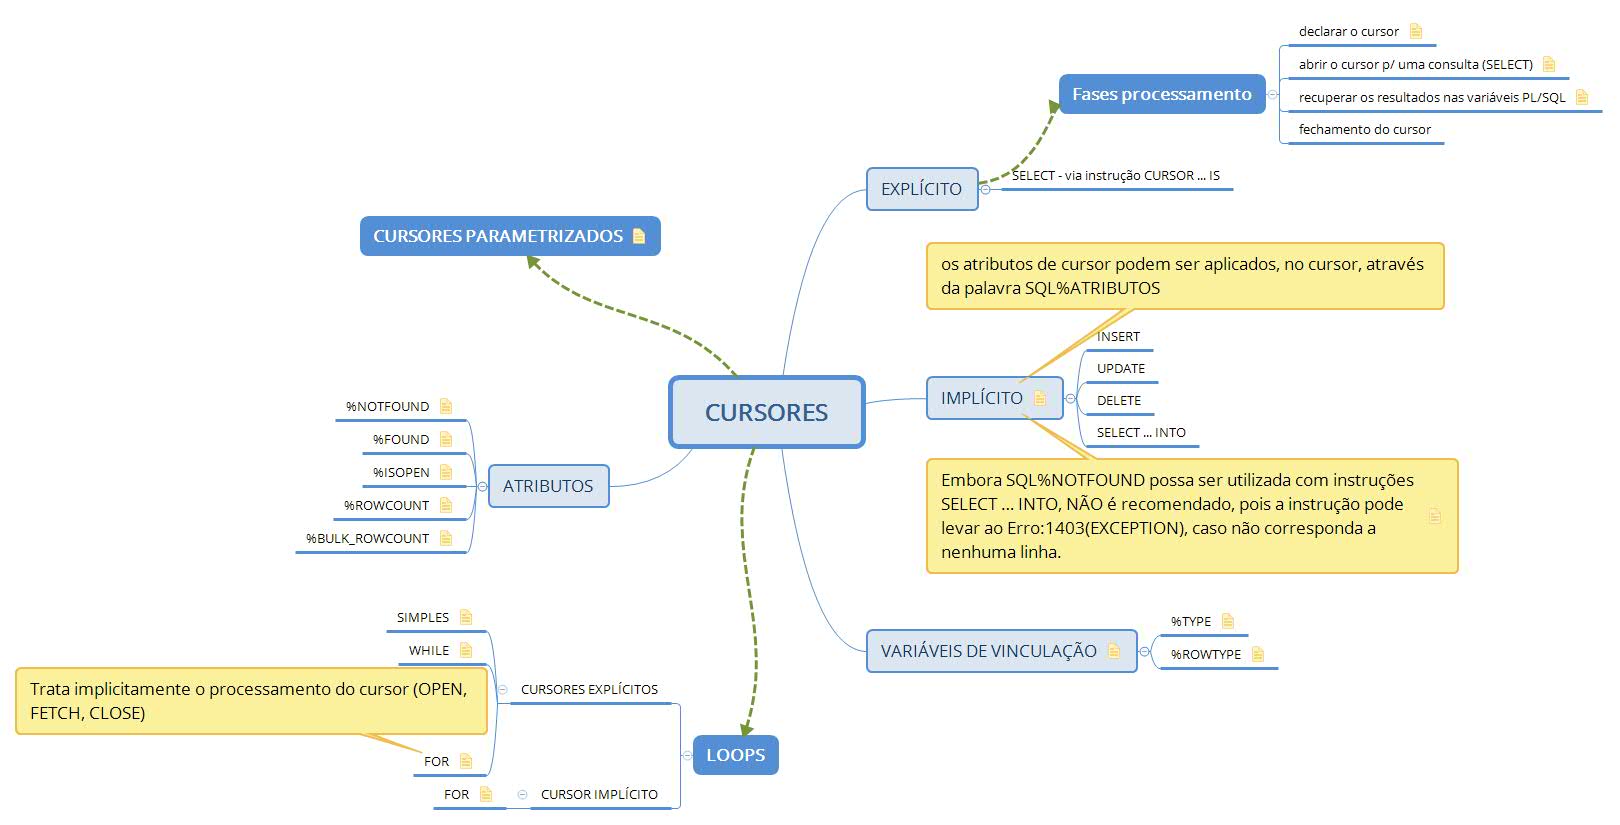 declarar o cursor
abrir o cursor p/ uma consulta (SELECT)
Fases processamento
recuperar os resultados nas variáveis PL/SQL
fechamento do cursor
EXPLÍCITO
SELECT - via instrução CURSOR ... IS
CURSORES PARAMETRIZADOS
os atributos de cursor podem ser aplicados, no cursor, através
da palavra SQL%ATRIBUTOS
INSERT
UPDATE
IMPLÍCITO
DELETE
SELECT ... INTO
CURSORES
%NOTFOUND
%FOUND
%ISOPEN
ATRIBUTOS
%ROWCOUNT
%BULK_ROWCOUNT
Embora SQL%NOTFOUND possa ser utilizada com instruções
SELECT ... INTO, NÃO é recomendado, pois a instrução pode
levar ao Erro:1403(EXCEPTION), caso não corresponda a
nenhuma linha.
VARIÁVEIS DE VINCULAÇÃO
%TYPE
%ROWTYPE
SIMPLES
WHILE
Trata implicitamente o processamento do cursor (OPEN,
FETCH, CLOSE)
CURSORES EXPLÍCITOS
FOR
LOOPS
FOR
CURSOR IMPLÍCITO